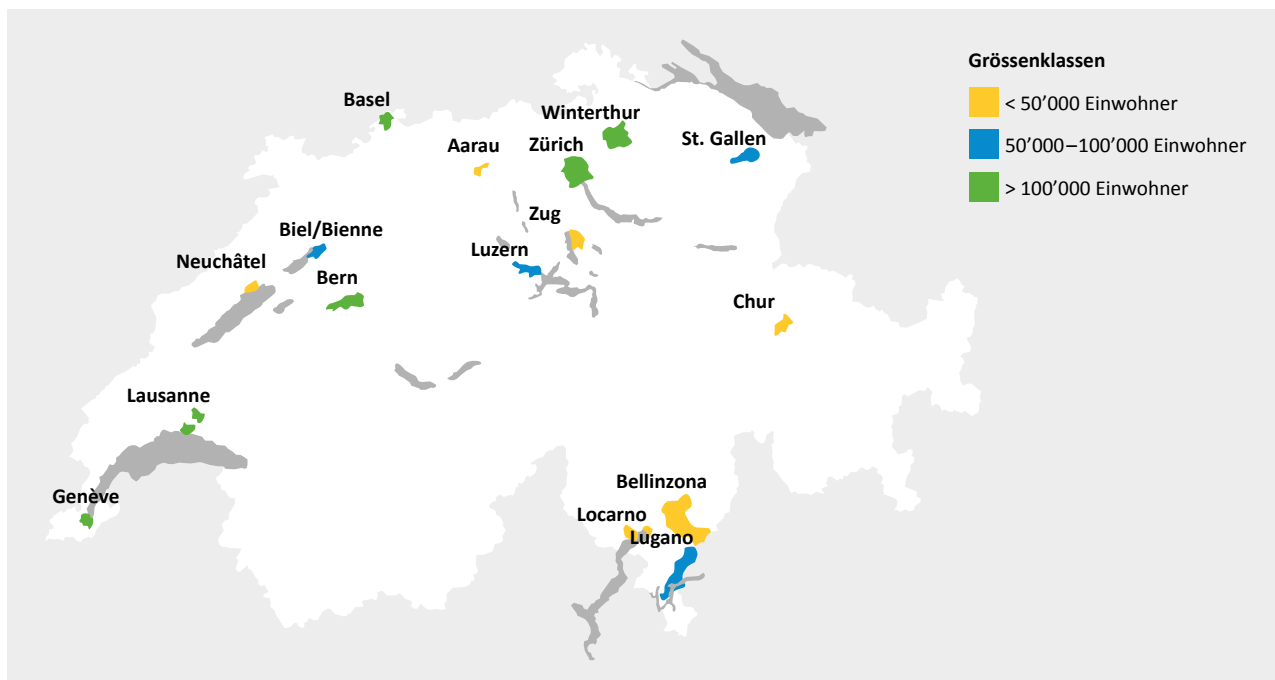 Grössenklassen
< 50’000 Einwohner
50’000–100’000 Einwohner
> 100’000 Einwohner
Basel
Winterthur
Aarau
Zürich
St. Gallen
Zug
Biel/Bienne
Luzern
Neuchâtel
Bern
Chur
Lausanne
Genève
Bellinzona
Locarno
Lugano